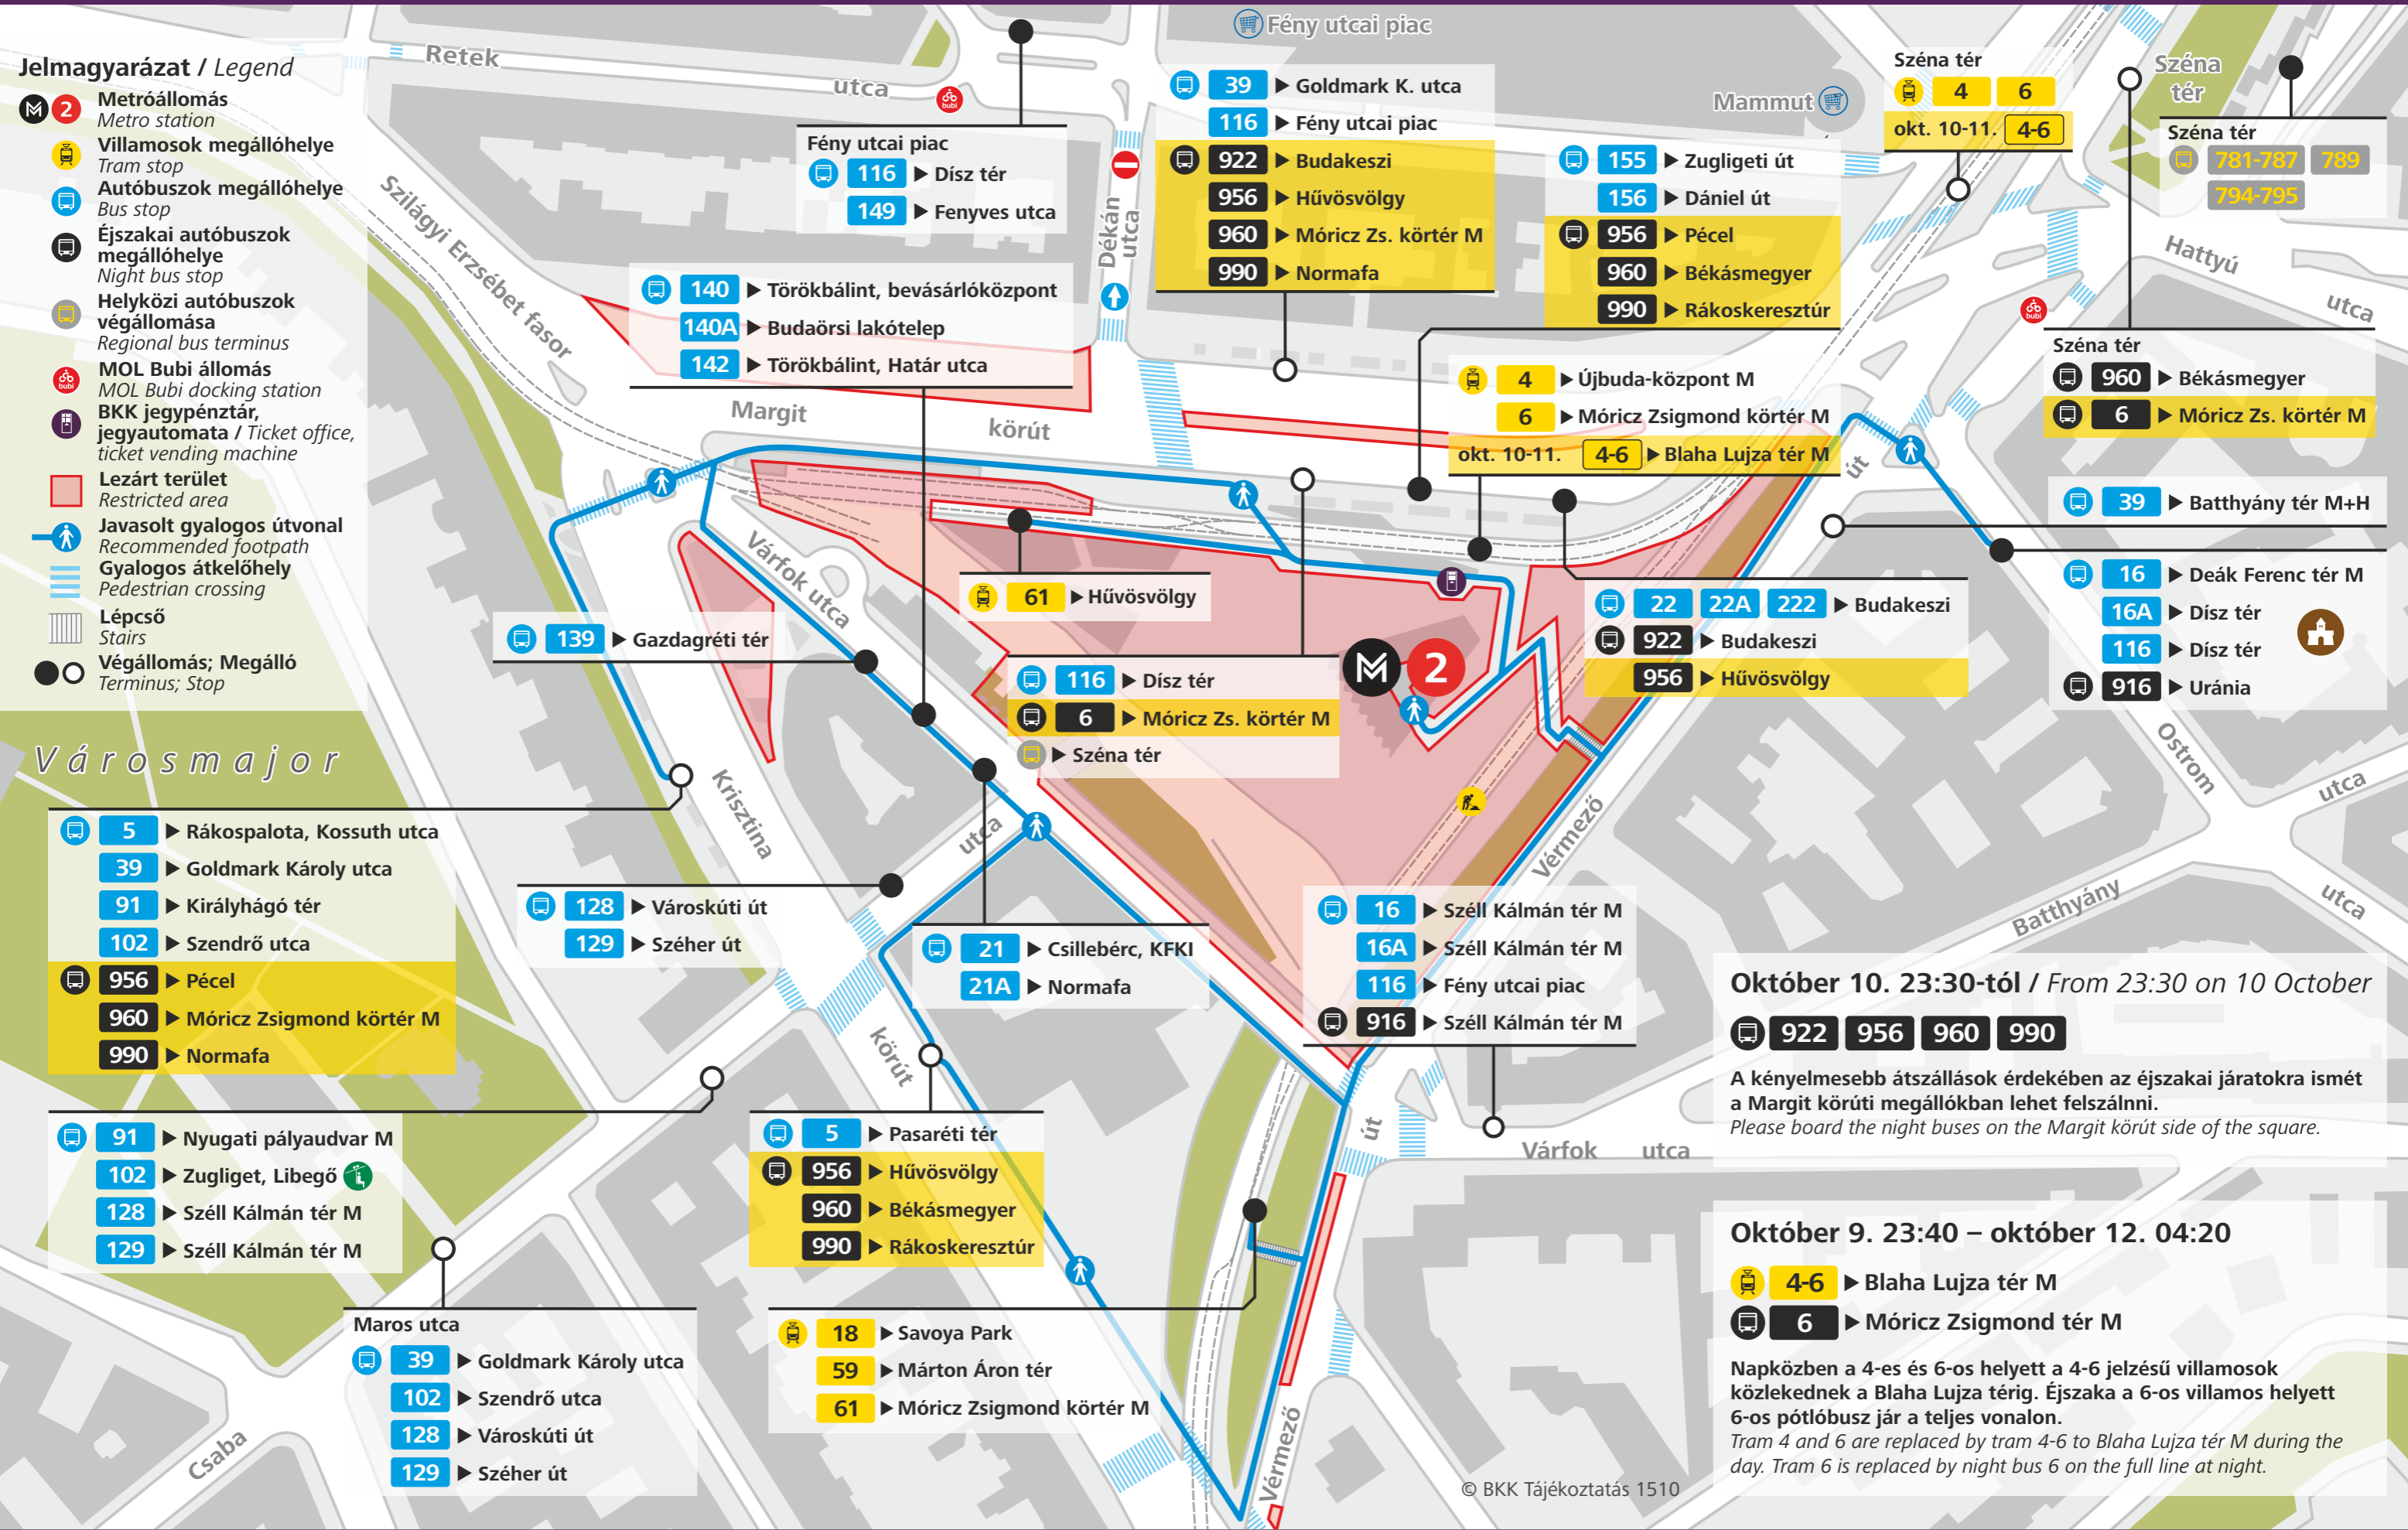 Jelmagyarázat / Legend
M 2 Metróállomás
Metro station
Villamosok megállóhelye
Tram stop
Autóbuszok megállóhelye
Bus stop
Éjszakai autóbuszok
megállóhelye
Night bus stop
Helyközi autóbuszok
végállomása
Regional bus terminus
bubi MOL Bubi állomás
MOL Bubi docking station
BKK jegypénztár,
jegyautomata / Ticket office,
ticket vending machine
Lezárt terület
Restricted area
Javasolt gyalogos útvonal
Recommended footpath
Gyalogos átkelőhely
Pedestrian crossing
Lépcső
Stairs
Végállomás; Megálló
Terminus; Stop
Retek
utca
bubi
Fény utcai piac
Mammut
Széna
tér
Szilágyi Erzsébet fasor
Dékán
utca
Hattyú
utca
bubi
Margit
körút
Fény utcai piac
116 Dísz tér
149 Fenyves utca
39 Goldmark K. utca
116 Fény utcai piac
922 Budakeszi
956 Hűvösvölgy
960 Móricz Zs. körtér M
990 Normafa
155 Zugligeti út
156 Dániel út
956 Pécel
960 Békásmegyer
990 Rákoskeresztúr
Széna tér
4 6
okt. 10-11. 4-6
Széna tér
781-787 789
794-795
140 Törökbálint, bevásárlóközpont
140A Budaörsi lakótelep
142 Törökbálint, Határ utca
4 Újbuda-központ M
6 Móricz Zsigmond körtér M
okt. 10-11. 4-6 Blaha Lujza tér M
Széna tér
960 Békásmegyer
6 Móricz Zs. körtér M
39 Batthyány tér M+H
16 Deák Ferenc tér M
16A Dísz tér
116 Dísz tér
916 Uránia
út
Várfok utca
61 Hűvösvölgy
139 Gazdagréti tér
22 22A 222 Budakeszi
922 Budakeszi
956 Hűvösvölgy
116 Dísz tér
6 Móricz Zs. körtér M
Széna tér
M 2
Városmajor
Krisztina
utca
Vérmező
Ostrom
utca
Batthyány
utca
5 Rákospalota, Kossuth utca
39 Goldmark Károly utca
91 Királyhágó tér
102 Szendrő utca
956 Pécel
960 Móricz Zsigmond körtér M
990 Normafa
128 Városkúti út
129 Széher út
21 Csillebérc, KFKI
21A Normafa
16 Széll Kálmán tér M
16A Széll Kálmán tér M
116 Fény utcai piac
916 Széll Kálmán tér M
körút
út
Várfok utca
91 Nyugati pályaudvar M
102 Zugliget, Libegő
128 Széll Kálmán tér M
129 Széll Kálmán tér M
5 Pasaréti tér
956 Hűvösvölgy
960 Békásmegyer
990 Rákoskeresztúr
Maros utca
39 Goldmark Károly utca
102 Szendrő utca
128 Városkúti út
129 Széher út
18 Savoya Park
59 Márton Áron tér
61 Móricz Zsigmond körtér M
Csaba
Vérmező
Október 10. 23:30-tól / From 23:30 on 10 October
922 956 960 990
A kényelmesebb átszállások érdekében az éjszakai járatokra ismét
a Margit körúti megállókban lehet felszálnni.
Please board the night buses on the Margit körút side of the square.
Október 9. 23:40 – október 12. 04:20
4-6 Blaha Lujza tér M
6 Móricz Zsigmond tér M
Napközben a 4-es és 6-os helyett a 4-6 jelzésű villamosok
közlekednek a Blaha Lujza térig. Éjszaka a 6-os villamos helyett
6-os pótlóbusz jár a teljes vonalon.
Tram 4 and 6 are replaced by tram 4-6 to Blaha Lujza tér M during the
day. Tram 6 is replaced by night bus 6 on the full line at night.
© BKK Tájékoztatás 1510